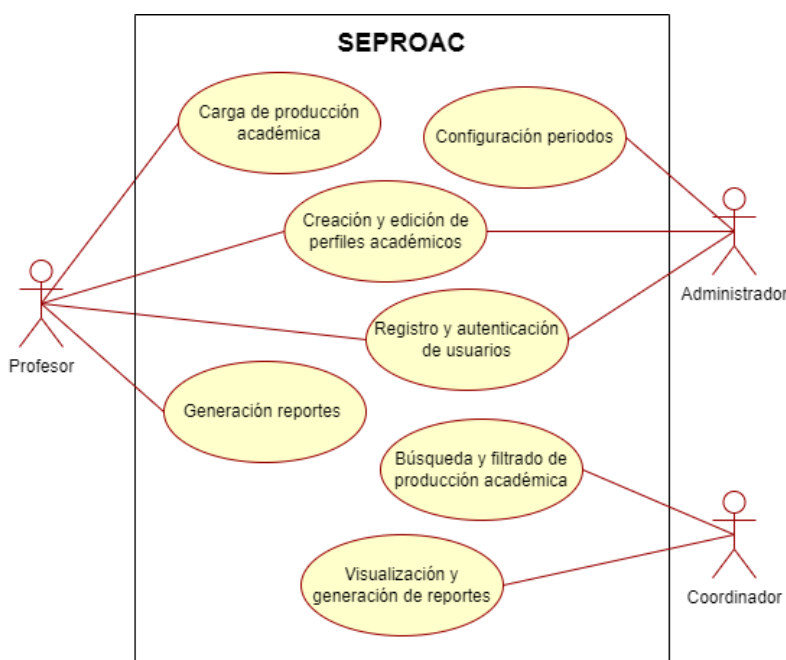 SEPROAC
Carga de producción
académica
Configuración periodos
Creación y edición de
perfiles académicos
Administrador
Registro y autenticación
de usuarios
Profesor
Generación reportes
Búsqueda y filtrado de
producción académica
Visualización y
generación de reportes
Coordinador